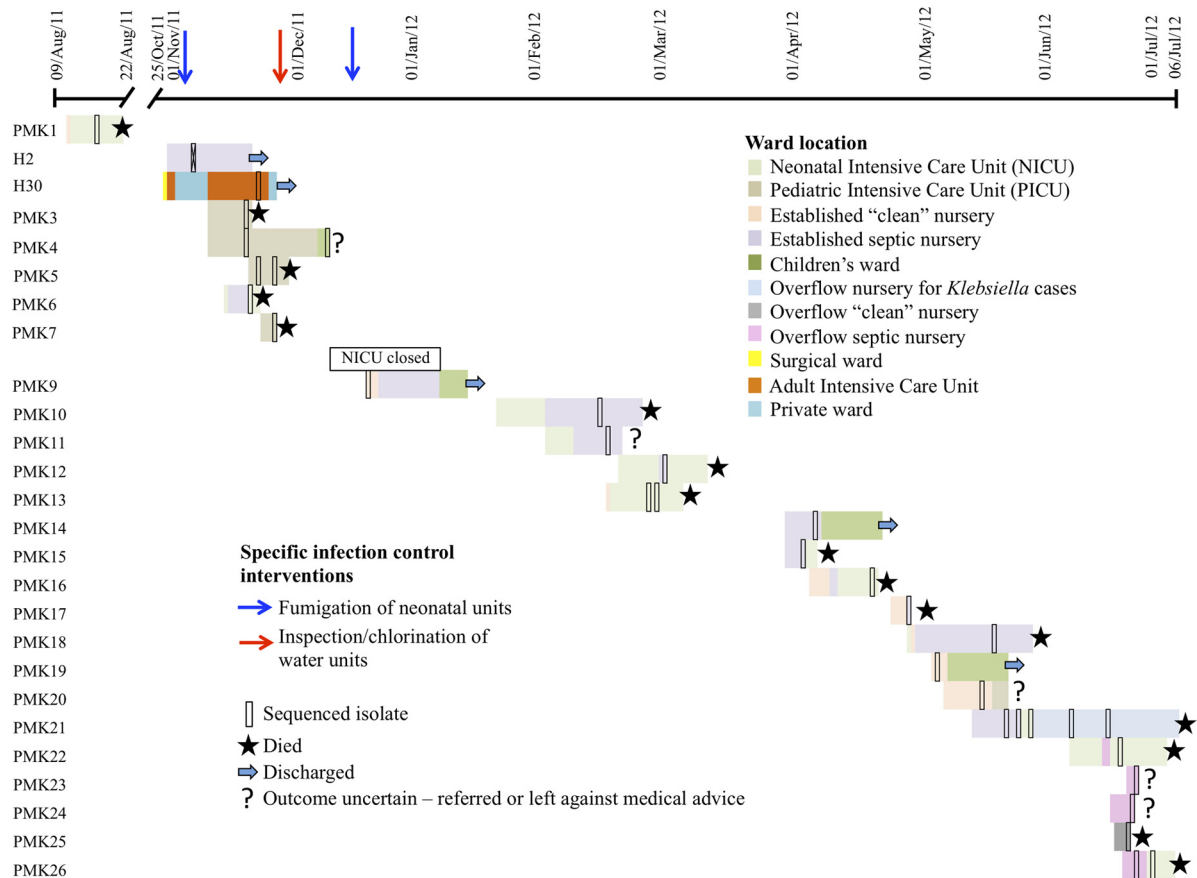 09/Aug/11
22/Aug/11
25/Oct/11
01/Nov/11
01/Dec/11
01/Jan/12
01/Feb/12
01/Mar/12
01/Apr/12
01/May/12
01/Jun/12
01/Jul/12
06/Jul/12
PMK1
H2
H30
PMK3
PMK4
?
PMK5
PMK6
PMK7
NICU closed
PMK9
PMK10
PMK11
?
PMK12
PMK13
PMK14
PMK15
PMK16
PMK17
PMK18
PMK19
PMK20
?
PMK21
PMK22
PMK23
?
PMK24
?
PMK25
PMK26
Ward location
Neonatal Intensive Care Unit (NICU)
Pediatric Intensive Care Unit (PICU)
Established “clean” nursery
Established septic nursery
Children’s ward
Overflow nursery for Klebsiella cases
Overflow “clean” nursery
Overflow septic nursery
Surgical ward
Adult Intensive Care Unit
Private ward
Specific infection control
interventions
Fumigation of neonatal units
Inspection/chlorination of
water units
Sequenced isolate
Died
Discharged
? Outcome uncertain – referred or left against medical advice